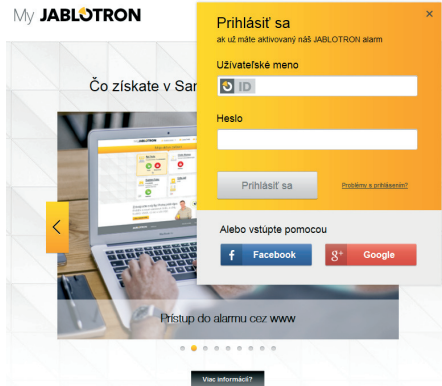 My JABLOTRON
Prihlásiť sa
ak už máte aktivovaný náš JABLOTRON alarm
Užívateľské meno
ID
Heslo
Prihlásiť sa
Problémy s prihlásením?
Alebo vstúpte pomocou
f Facebook
g+ Google
Čo získate v Sar
Prístup do alarmu cez www
Viac informácií?